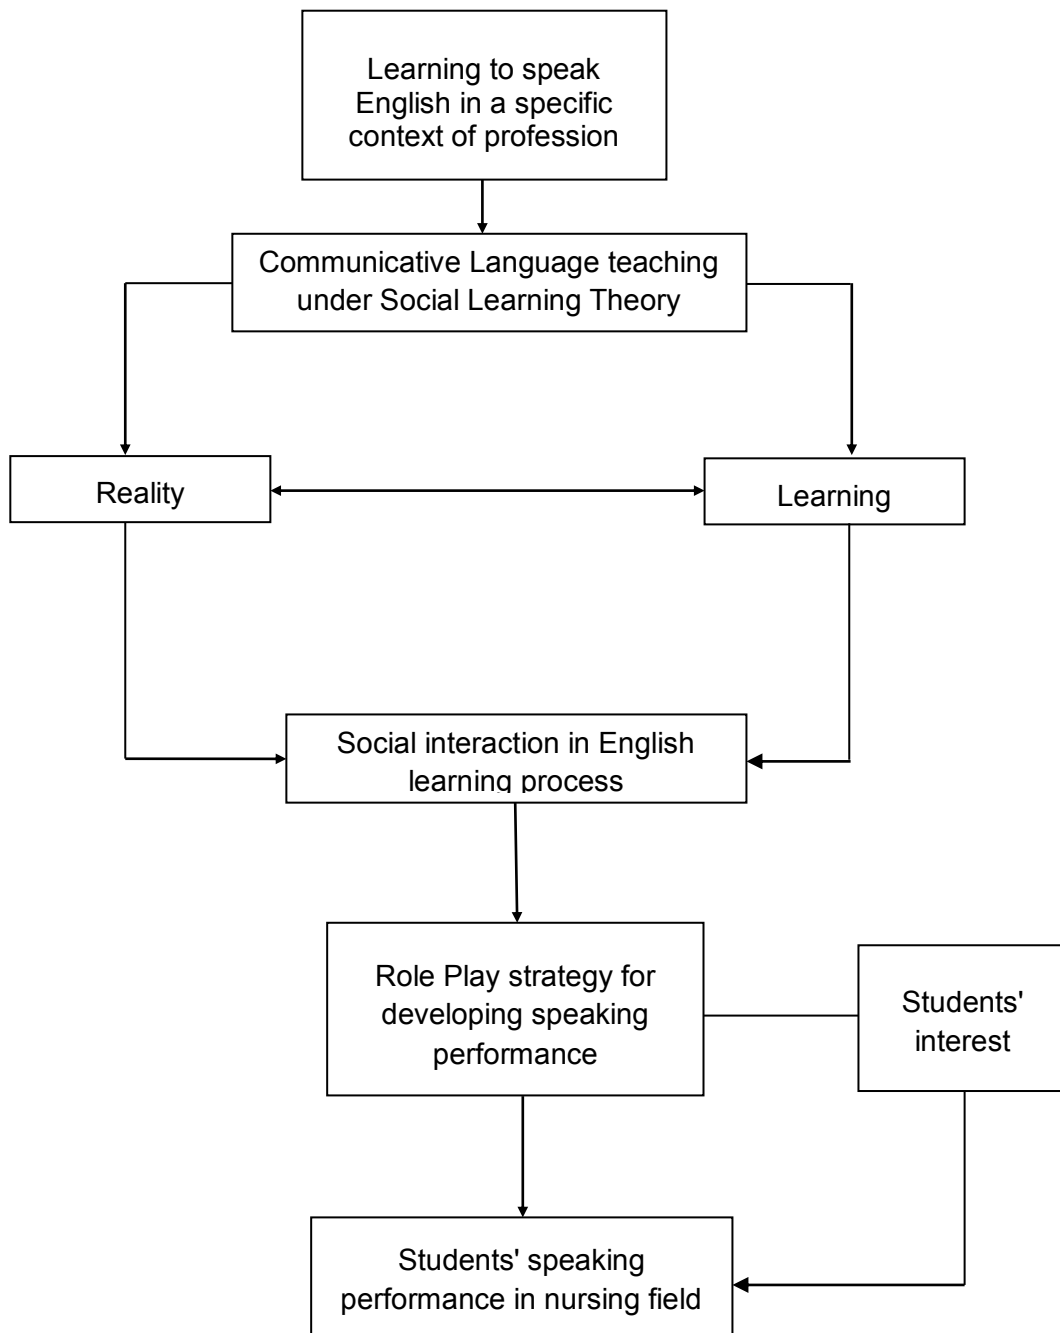 Learning to speak
English in a specific
context of profession
Communicative Language teaching
under Social Learning Theory
Reality
Learning
Social interaction in English
learning process
Role Play strategy for
developing speaking
performance
Students'
interest
Students' speaking
performance in nursing field